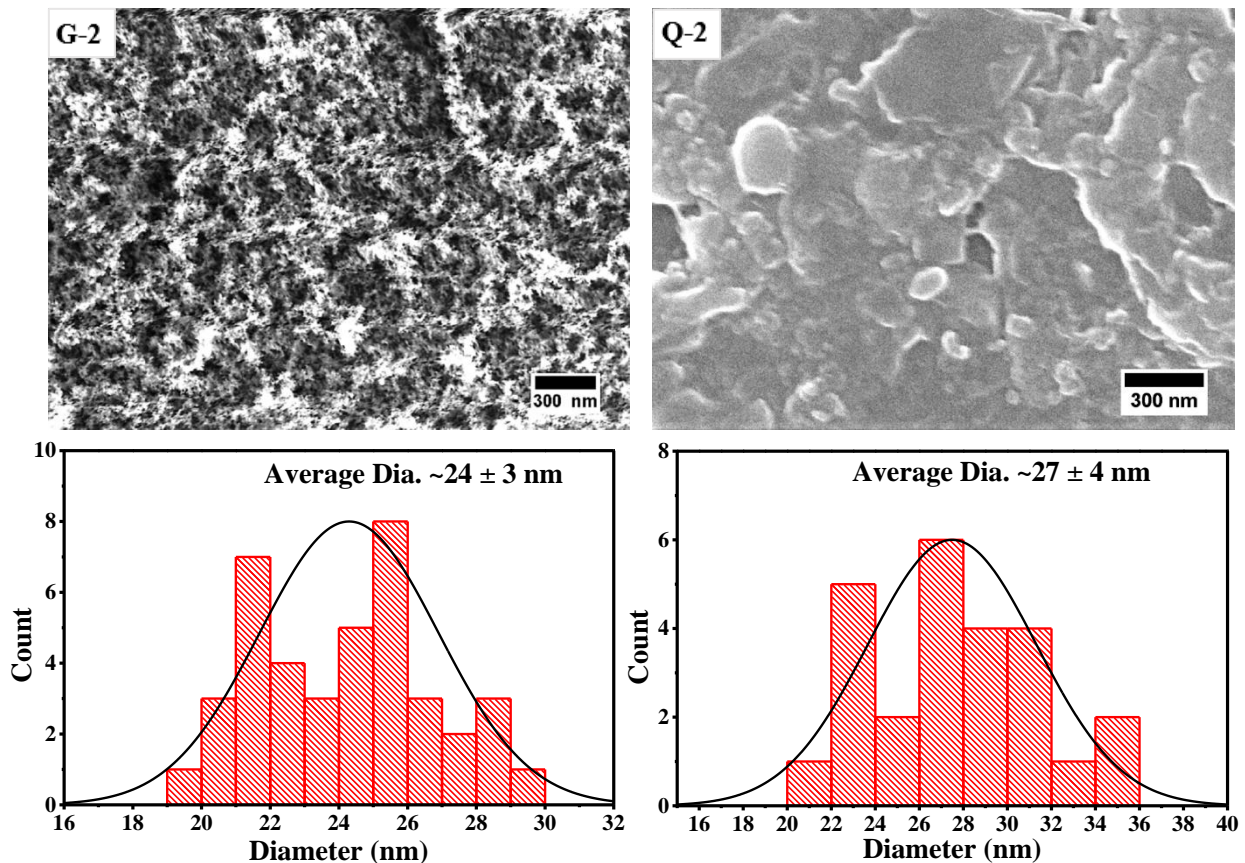 G-2
300 nm
Q-2
300 nm
Average Dia. ~24 ± 3 nm
10
8
6
4
2
0
Count
16 18 20 22 24 26 28 30 32
Diameter (nm)
Average Dia. ~27 ± 4 nm
8
6
4
2
0
Count
16 18 20 22 24 26 28 30 32 34 36 38 40
Diameter (nm)